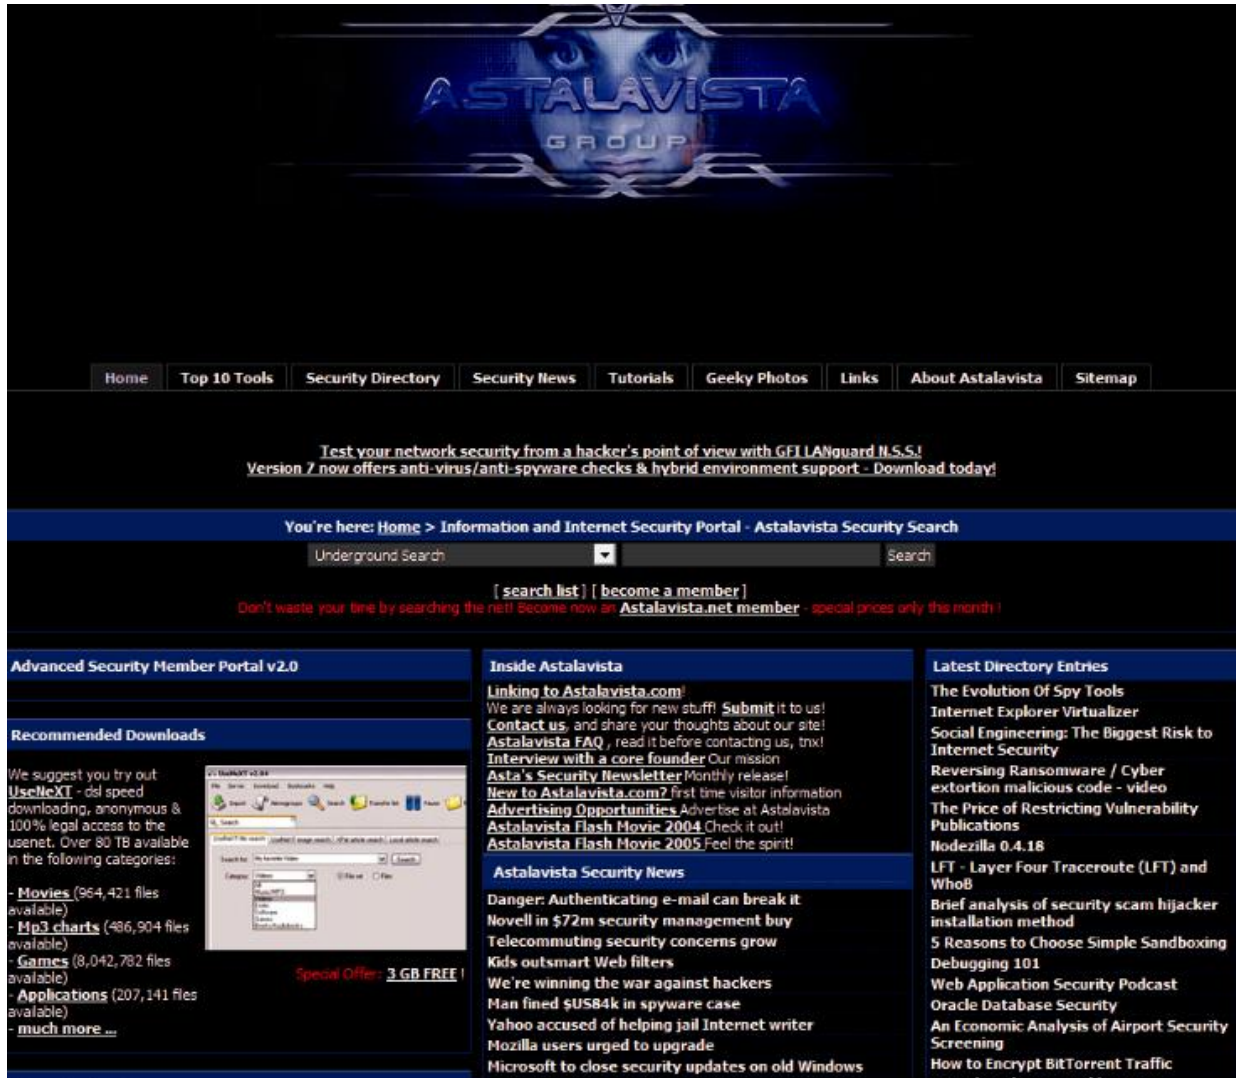 ASTALAVISTA
GROUP
Home
Top 10 Tools
Security Directory
Security News
Tutorials
Geeky Photos
Links
About Astalavista
Sitemap
Test your network security from a hacker's point of view with GFI LANguard N.S.S.!
Version 7 now offers anti-virus/anti-spyware checks & hybrid environment support - Download today!
You're here: Home > Information and Internet Security Portal - Astalavista Security Search
Underground Search
Search
[ search list ] [ become a member ]
Don't waste your time by searching the net! Become now an Astalavista.net member - special prices only this month !
Advanced Security Member Portal v2.0
Recommended Downloads
We suggest you try out
UseNeXT - dsl speed
downloading, anonymous &
100% legal access to the
usenet. Over 80 TB available
in the following categories:
- Movies (964,421 files
available)
- Mp3 charts (486,904 files
available)
- Games (8,042,782 files
available)
- Applications (207,141 files
available)
- much more ...
Special Offer: 3 GB FREE !
Inside Astalavista
Linking to Astalavista.com!
We are always looking for new stuff! Submit it to us!
Contact us, and share your thoughts about our site!
Astalavista FAQ , read it before contacting us, tnx!
Interview with a core founder Our mission
Asta's Security Newsletter Monthly release!
New to Astalavista.com? first time visitor information
Advertising Opportunities Advertise at Astalavista
Astalavista Flash Movie 2004 Check it out!
Astalavista Flash Movie 2005 Feel the spirit!
Astalavista Security News
Danger: Authenticating e-mail can break it
Novell in $72m security management buy
Telecommuting security concerns grow
Kids outsmart Web filters
We're winning the war against hackers
Man fined $US84k in spyware case
Yahoo accused of helping jail Internet writer
Mozilla users urged to upgrade
Microsoft to close security updates on old Windows
Latest Directory Entries
The Evolution Of Spy Tools
Internet Explorer Virtualizer
Social Engineering: The Biggest Risk to
Internet Security
Reversing Ransomware / Cyber
extortion malicious code - video
The Price of Restricting Vulnerability
Publications
Nodezilla 0.4.18
LFT - Layer Four Traceroute (LFT) and
WhoB
Brief analysis of security scam hijacker
installation method
5 Reasons to Choose Simple Sandboxing
Debugging 101
Web Application Security Podcast
Oracle Database Security
An Economic Analysis of Airport Security
Screening
How to Encrypt BitTorrent Traffic